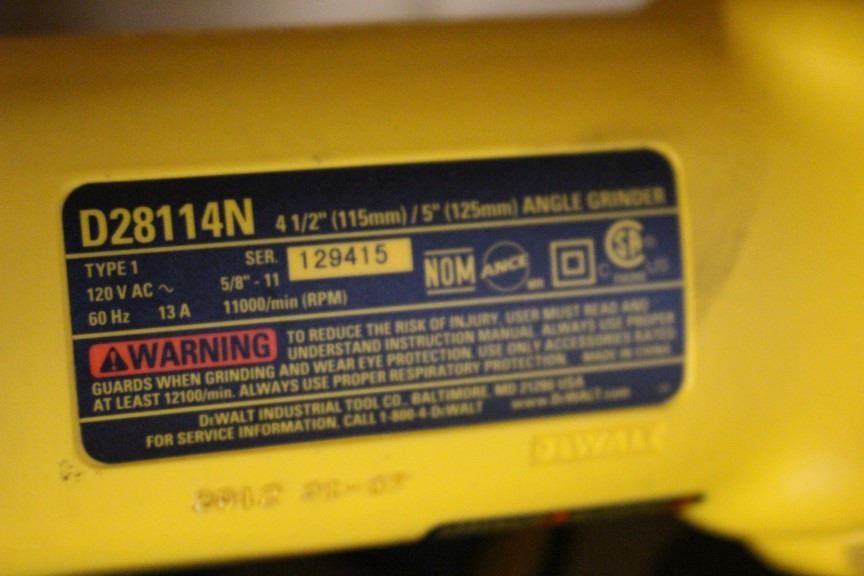 D28114N 4 1/2" (115mm) / 5" (125mm) ANGLE GRINDER
TYPE 1 SER. 129415
120 V AC ~ 5/8" - 11
60 Hz 13 A 11000/min (RPM)
NOM ANCE
C SA US
WARNING TO REDUCE THE RISK OF INJURY, USER MUST READ AND
UNDERSTAND INSTRUCTION MANUAL. ALWAYS USE PROPER
GUARDS WHEN GRINDING AND WEAR EYE PROTECTION. USE ONLY ACCESSORIES RATED
AT LEAST 12100/min. ALWAYS USE PROPER RESPIRATORY PROTECTION. MADE IN CHINA
DEWALT INDUSTRIAL TOOL CO., BALTIMORE, MD 21286 USA
FOR SERVICE INFORMATION, CALL 1-800-4-DEWALT www.DEWALT.com
DEWALT